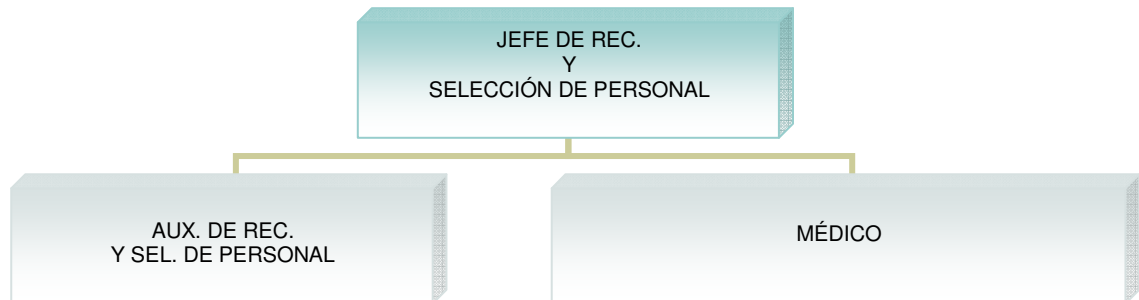 JEFE DE REC.
Y
SELECCIÓN DE PERSONAL
AUX. DE REC.
Y SEL. DE PERSONAL
MÉDICO